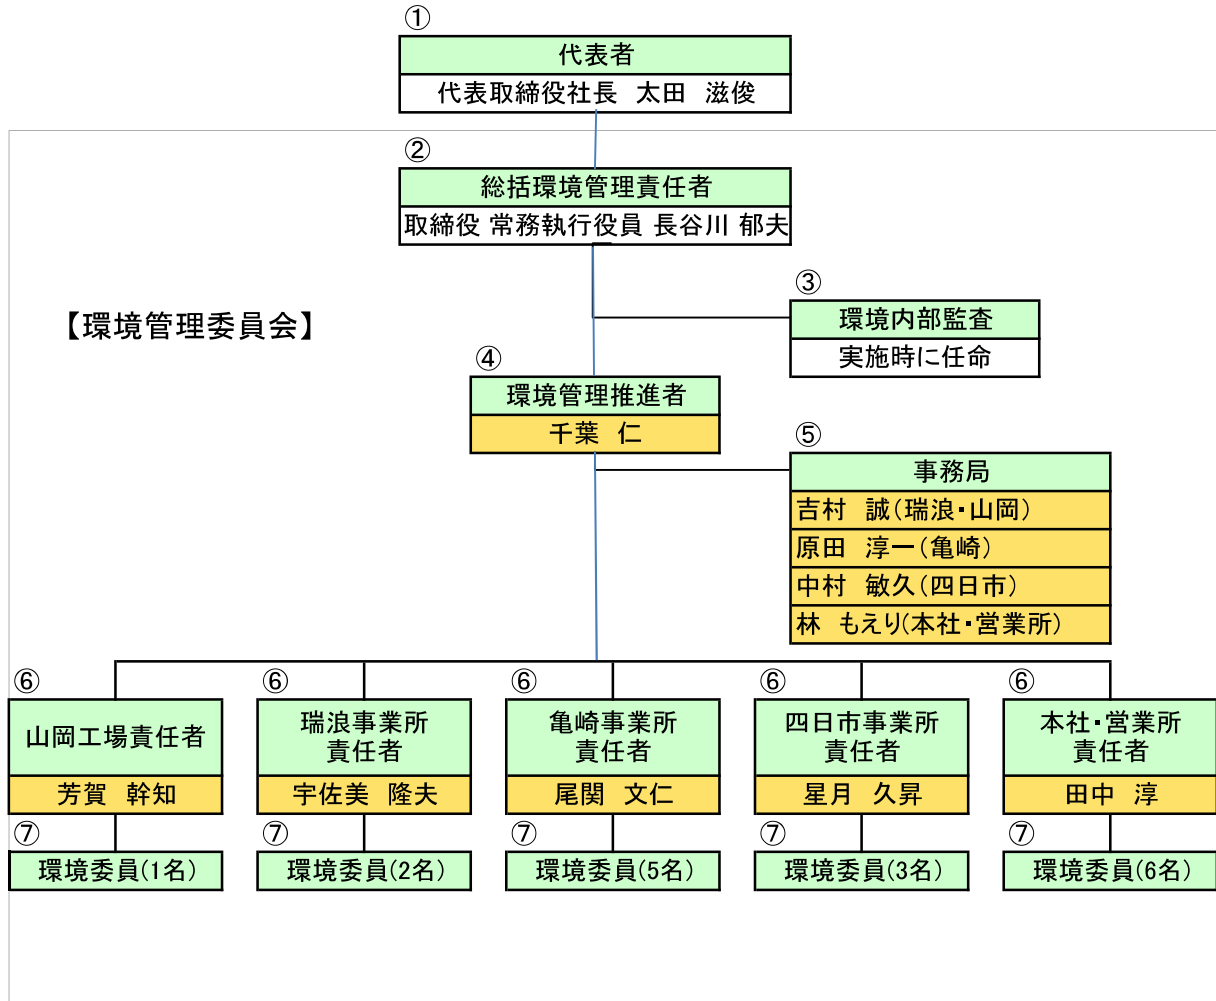 ①
代表者
代表取締役社長　太田　滋俊
②
総括環境管理責任者
取締役 常務執行役員 長谷川 郁夫
③
環境内部監査
実施時に任命
【環境管理委員会】
④
環境管理推進者
千葉　仁
⑤
事務局
吉村　誠(瑞浪・山岡)
原田　淳一(亀崎)
中村　敏久(四日市)
林　もえり(本社・営業所)
⑥
山岡工場責任者
芳賀　幹知
⑦
環境委員(1名)
⑥
瑞浪事業所
責任者
宇佐美　隆夫
⑦
環境委員(2名)
⑥
亀崎事業所
責任者
尾関　文仁
⑦
環境委員(5名)
⑥
四日市事業所
責任者
星月　久昇
⑦
環境委員(3名)
⑥
本社・営業所
責任者
田中　淳
⑦
環境委員(6名)